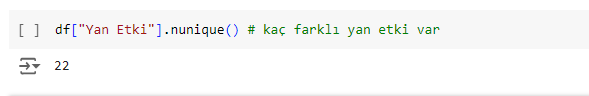 [ ] df["Yan Etki"].nunique() # kaç farklı yan etki var
22